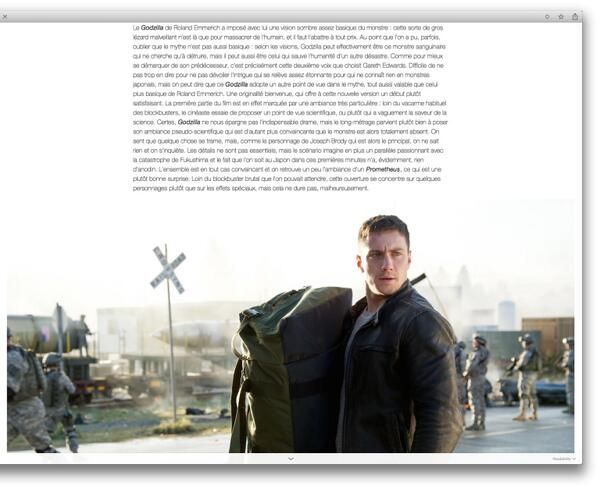 Le Godzilla de Roland Emmerich a imposé avec lui une vision sombre assez basique du monstre : cette sorte de gros
lézard malveillant n'est là que pour massacrer de l'humain, et il faut l'abattre à tout prix. Au point que l'on a pu, parfois,
oublier que le mythe n'est pas aussi basique : selon les visions, Godzilla peut effectivement être ce monstre sanguinaire
qui ne cherche qu'à détruire, mais il peut aussi être celui qui sauve l'humanité d'un autre désastre. Comme pour mieux
se démarquer de son prédécesseur, c'est précisément cette deuxième voie que choisit Gareth Edwards. Difficile de ne
pas trop en dire pour ne pas dévoiler l'intrigue qui se relève assez étonnante pour qui ne connaît rien en monstres
japonais, mais on peut dire que ce Godzilla adopte un autre point de vue dans le mythe, tout aussi valable que celui
plus basique de Roland Emmerich. Une originalité bienvenue, qui offre à cette nouvelle version un début plutôt
satisfaisant. La première partie du film est en effet marquée par une ambiance très particulière : loin du vacarme habituel
des blockbusters, le cinéaste essaie de proposer un point de vue scientifique, ou plutôt qui a vaguement la saveur de la
science. Certes, Godzilla ne nous épargne pas l'indispensable drame, mais le long-métrage parvient plutôt bien à poser
son ambiance pseudo-scientifique qui est d'autant plus convaincante que le monstre est alors totalement absent. On
sent que quelque chose se trame, mais, comme le personnage de Joseph Brody qui est alors le principal, on ne sait
rien et on s'inquiète. Les détails ne sont pas essentiels, mais le scénario imagine en plus un parallèle passionnant avec
la catastrophe de Fukushima et le fait que l'on soit au Japon dans ces premières minutes n'a, évidemment, rien
d'anodin. L'ensemble est en tout cas convaincant et on retrouve un peu l'ambiance d'un Prometheus, ce qui est une
plutôt bonne surprise. Loin du blockbuster brutal que l'on pouvait attendre, cette ouverture se concentre sur quelques
personnages plutôt que sur les effets spéciaux, mais cela ne dure pas, malheureusement.
Readability